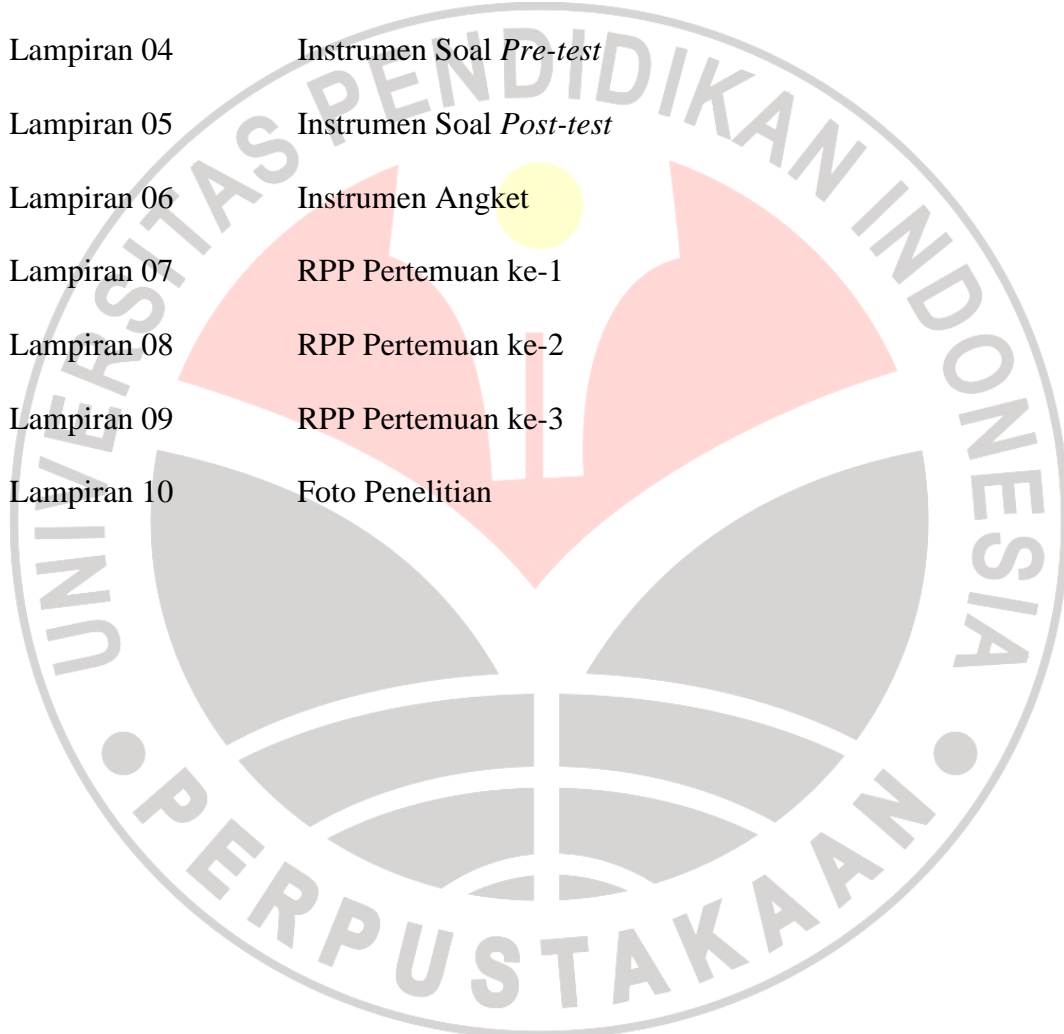 Lampiran 04 Instrumen Soal Pre-test
Lampiran 05 Instrumen Soal Post-test
Lampiran 06 Instrumen Angket
Lampiran 07 RPP Pertemuan ke-1
Lampiran 08 RPP Pertemuan ke-2
Lampiran 09 RPP Pertemuan ke-3
Lampiran 10 Foto Penelitian
UNIVERSITAS PENDIDIKAN INDONESIA
PERPUSTAKAAN